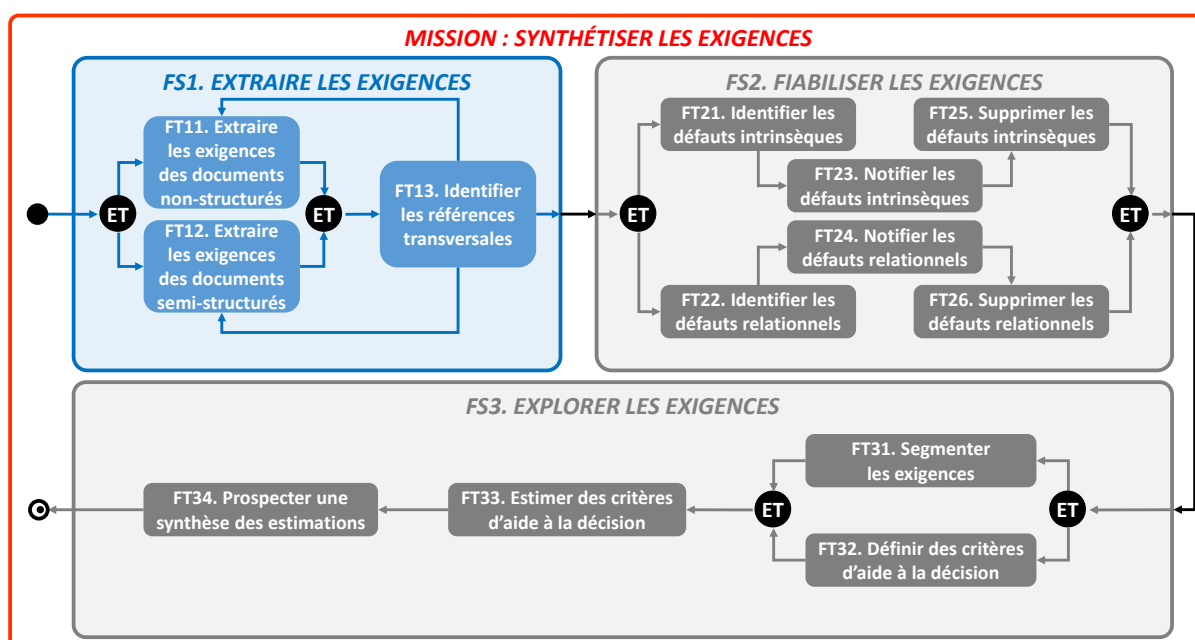 MISSION : SYNTHÉTISER LES EXIGENCES
FS1. EXTRAIRE LES EXIGENCES
FT11. Extraire
les exigences
des documents
non-structurés
ET
ET
FT12. Extraire
les exigences
des documents
semi-structurés
FT13. Identifier
les références
transversales
FS2. FIABILISER LES EXIGENCES
FT21. Identifier les
défauts intrinsèques
FT25. Supprimer les
défauts intrinsèques
FT23. Notifier les
défauts intrinsèques
ET
ET
FT24. Notifier les
défauts relationnels
FT22. Identifier les
défauts relationnels
FT26. Supprimer les
défauts relationnels
FS3. EXPLORER LES EXIGENCES
FT31. Segmenter
les exigences
FT34. Prospecter une
synthèse des estimations
FT33. Estimer des critères
d'aide à la décision
ET
ET
FT32. Définir des critères
d'aide à la décision